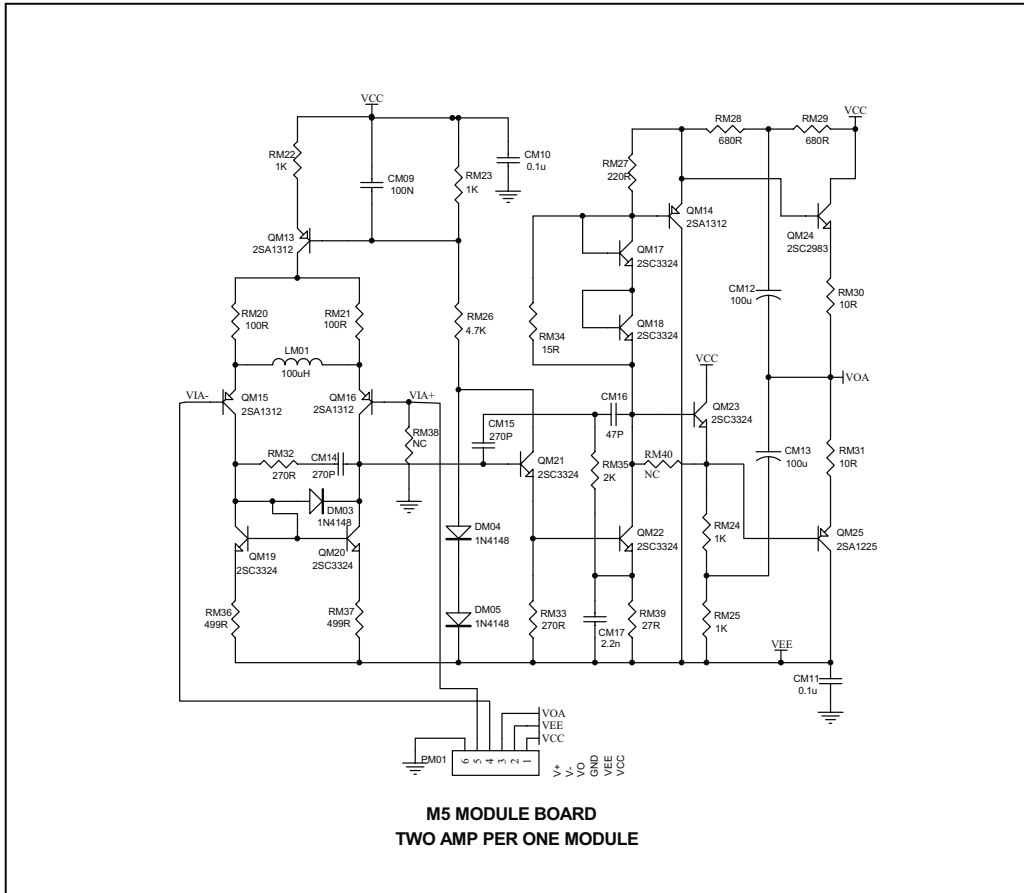 VCC
VCC
RM28
680R
RM29
680R
RM22
1K
CM09
100N
RM23
1K
CM10
0.1u
RM27
220R
QM13
2SA1312
QM14
2SA1312
QM24
2SC2983
QM17
2SC3324
RM20
100R
RM21
100R
RM26
4.7K
RM34
15R
QM18
2SC3324
CM12
100u
RM30
10R
LM01
100uH
VCC
VOA
VIA-
QM15
2SA1312
QM16
2SA1312
VIA+
RM38
NC
CM15
270P
CM16
47P
QM23
2SC3324
RM32
270R
CM14
270P
QM21
2SC3324
RM35
2K
RM40
NC
CM13
100u
RM31
10R
DM03
1N4148
DM04
1N4148
QM22
2SC3324
RM24
1K
QM25
2SA1225
QM19
2SC3324
QM20
2SC3324
RM36
499R
RM37
499R
DM05
1N4148
RM33
270R
CM17
2.2n
RM39
27R
RM25
1K
VEE
CM11
0.1u
VOA
VEE
VCC
PM01
6 5 4 3 2 1
V+
V-
VO
GND
VEE
VCC
M5 MODULE BOARD
TWO AMP PER ONE MODULE